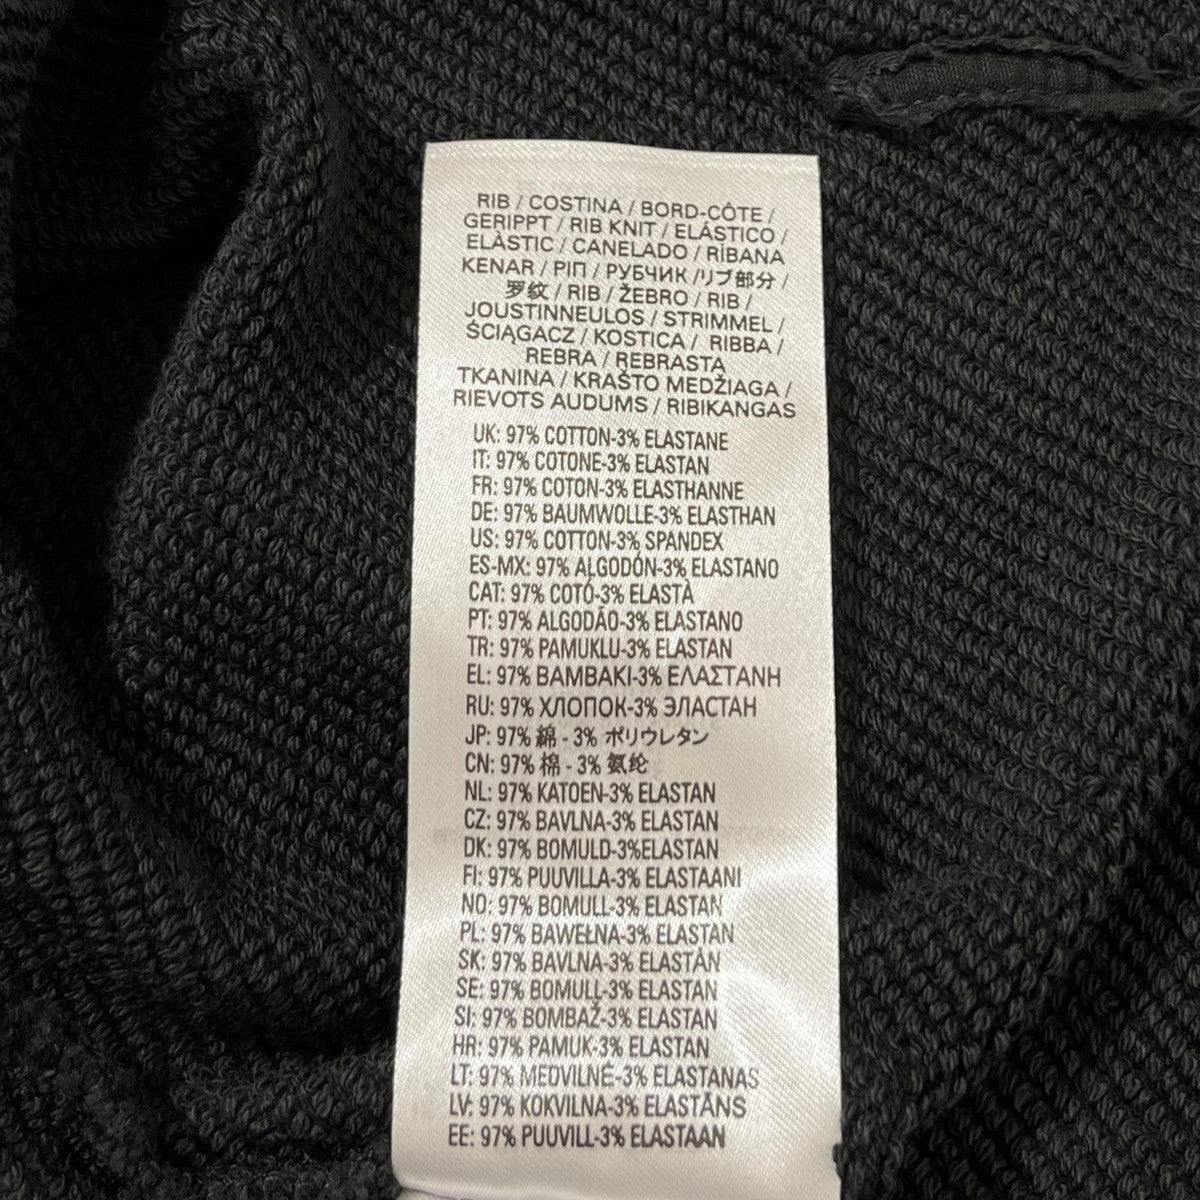 RIB / COSTINA / BORD-CÔTE /
GERIPPT / RIB KNIT / ELÁSTICO /
ELÀSTIC / CANELADO / RİBANA
KENAR / ΡΙΠ / РУБЧИК /リブ部分 /
罗纹 / RIB / ŽEBRO / RIB /
JOUSTINNEULOS / STRIMMEL /
ŚCIĄGACZ / KOSTICA / RIBBA /
REBRA / REBRASTA
TKANINA / KRAŠTO MEDŽIAGA /
RIEVOTS AUDUMS / RIBIKANGAS
UK: 97% COTTON-3% ELASTANE
IT: 97% COTONE-3% ELASTAN
FR: 97% COTON-3% ELASTHANNE
DE: 97% BAUMWOLLE-3% ELASTHAN
US: 97% COTTON-3% SPANDEX
ES-MX: 97% ALGODÓN-3% ELASTANO
CAT: 97% COTÓ-3% ELASTÀ
PT: 97% ALGODÃO-3% ELASTANO
TR: 97% PAMUKLU-3% ELASTAN
EL: 97% ΒΑΜΒΑΚΙ-3% ΕΛΑΣΤΑΝΗ
RU: 97% ХЛОПОК-3% ЭЛАСТАН
JP: 97% 綿 - 3% ポリウレタン
CN: 97% 棉 - 3% 氨纶
NL: 97% KATOEN-3% ELASTAN
CZ: 97% BAVLNA-3% ELASTAN
DK: 97% BOMULD-3%ELASTAN
FI: 97% PUUVILLA-3% ELASTAANI
NO: 97% BOMULL-3% ELASTAN
PL: 97% BAWEŁNA-3% ELASTAN
SK: 97% BAVLNA-3% ELASTÁN
SE: 97% BOMULL-3% ELASTAN
SI: 97% BOMBAŽ-3% ELASTAN
HR: 97% PAMUK-3% ELASTAN
LT: 97% MEDVILNĖ-3% ELASTANAS
LV: 97% KOKVILNA-3% ELASTĀNS
EE: 97% PUUVILL-3% ELASTAAN